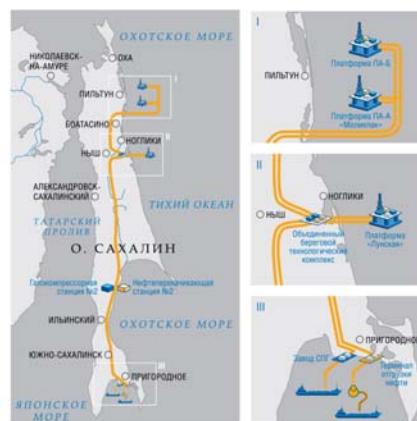 ОХОТСКОЕ МОРЕ
НИКОЛАЕВСК-
НА-АМУРЕ
ОХА
I
ПИЛЬТУН
БОАТАСИНО
II
НОГЛИКИ
НЫШ
АЛЕКСАНДРОВСК-
САХАЛИНСКИЙ
ТИХИЙ ОКЕАН
ТАТАРСКИЙ
ПРОЛИВ
О. САХАЛИН
Газокомпрессорная
станция №2
Нефтеперекачивающая
станция №2
ИЛЬИНСКИЙ
ОХОТСКОЕ МОРЕ
ЮЖНО-САХАЛИНСК
III
ПРИГОРОДНОЕ
ЯПОНСКОЕ
МОРЕ
I
Платформа ПА-Б
ПИЛЬТУН
Платформа ПА-А
«Моликпак»
II
НОГЛИКИ
НЫШ
Объединенный
береговой
технологический
комплекс
Платформа
«Лунская»
III
ПРИГОРОДНОЕ
Завод СПГ
Терминал
отгрузки
нефти